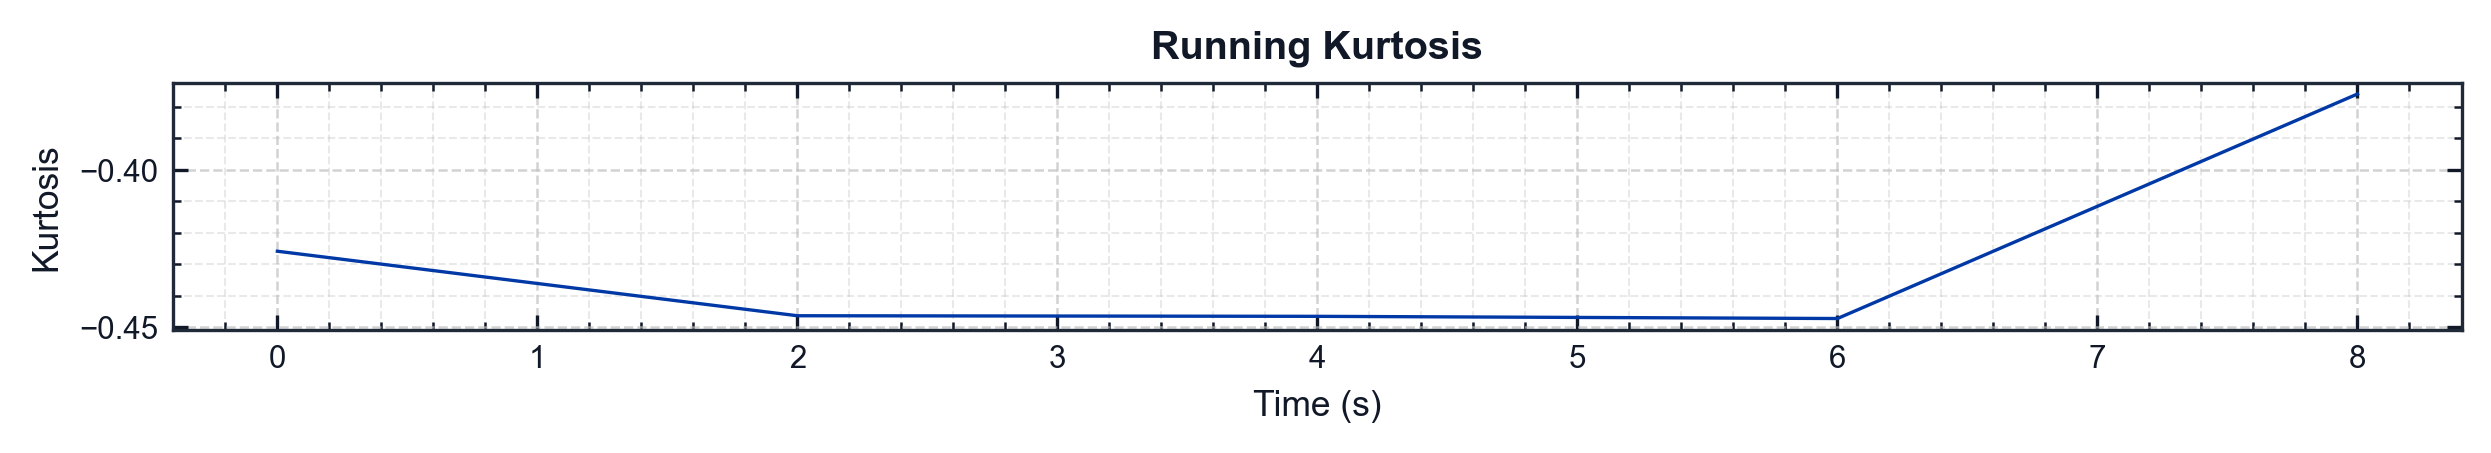 Running Kurtosis
Kurtosis
−0.40
−0.45
0 1 2 3 4 5 6 7 8
Time (s)